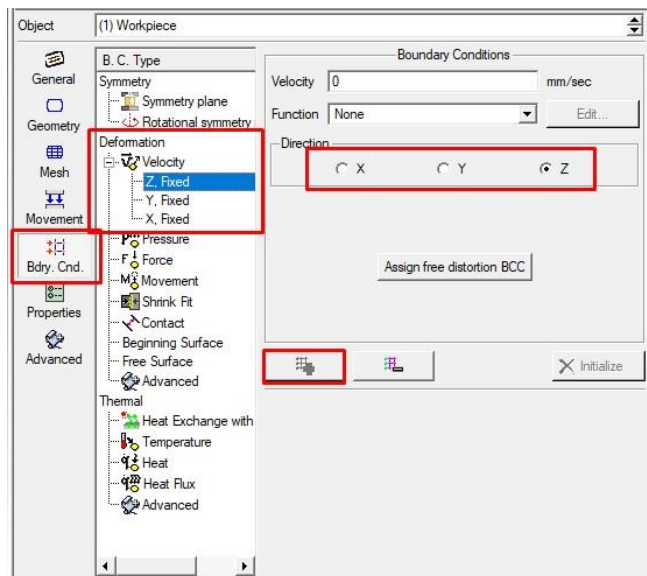 Object (1) Workpiece
General
Geometry
Mesh
Movement
Bdry. Cnd.
Properties
Advanced
B. C. Type
Symmetry
Symmetry plane
Rotational symmetry
Deformation
Velocity
Z, Fixed
Y, Fixed
X, Fixed
Pressure
Force
Movement
Shrink Fit
Contact
Beginning Surface
Free Surface
Advanced
Thermal
Heat Exchange with
Temperature
Heat
Heat Flux
Advanced
Boundary Conditions
Velocity 0 mm/sec
Function None Edit...
Direction
X Y Z
Assign free distortion BCC
Initialize